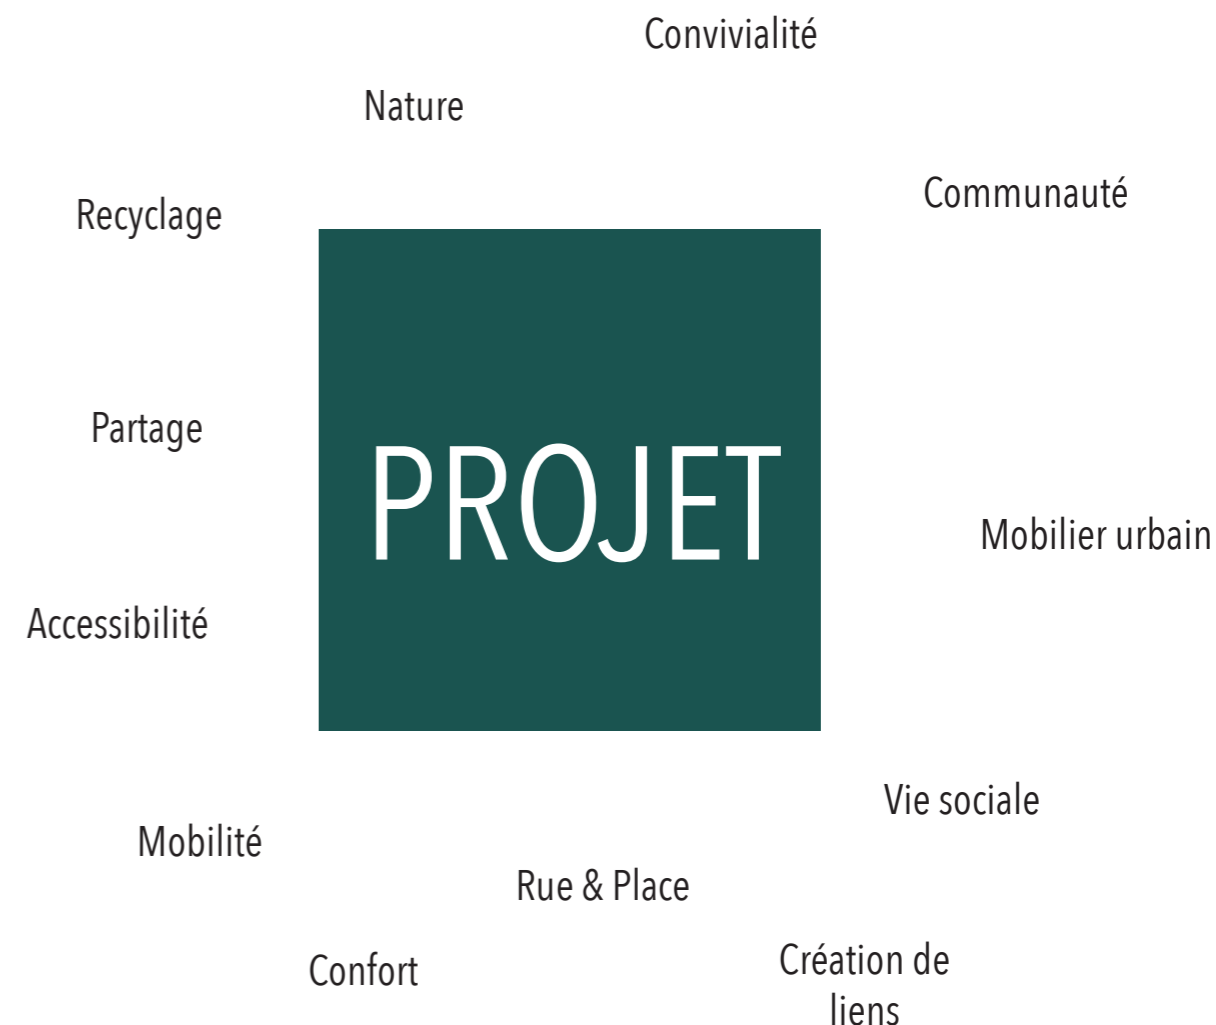 Convivialité
Nature
Communauté
Recyclage
Partage
PROJET
Mobilier urbain
Accessibilité
Vie sociale
Mobilité
Rue & Place
Création de
liens
Confort